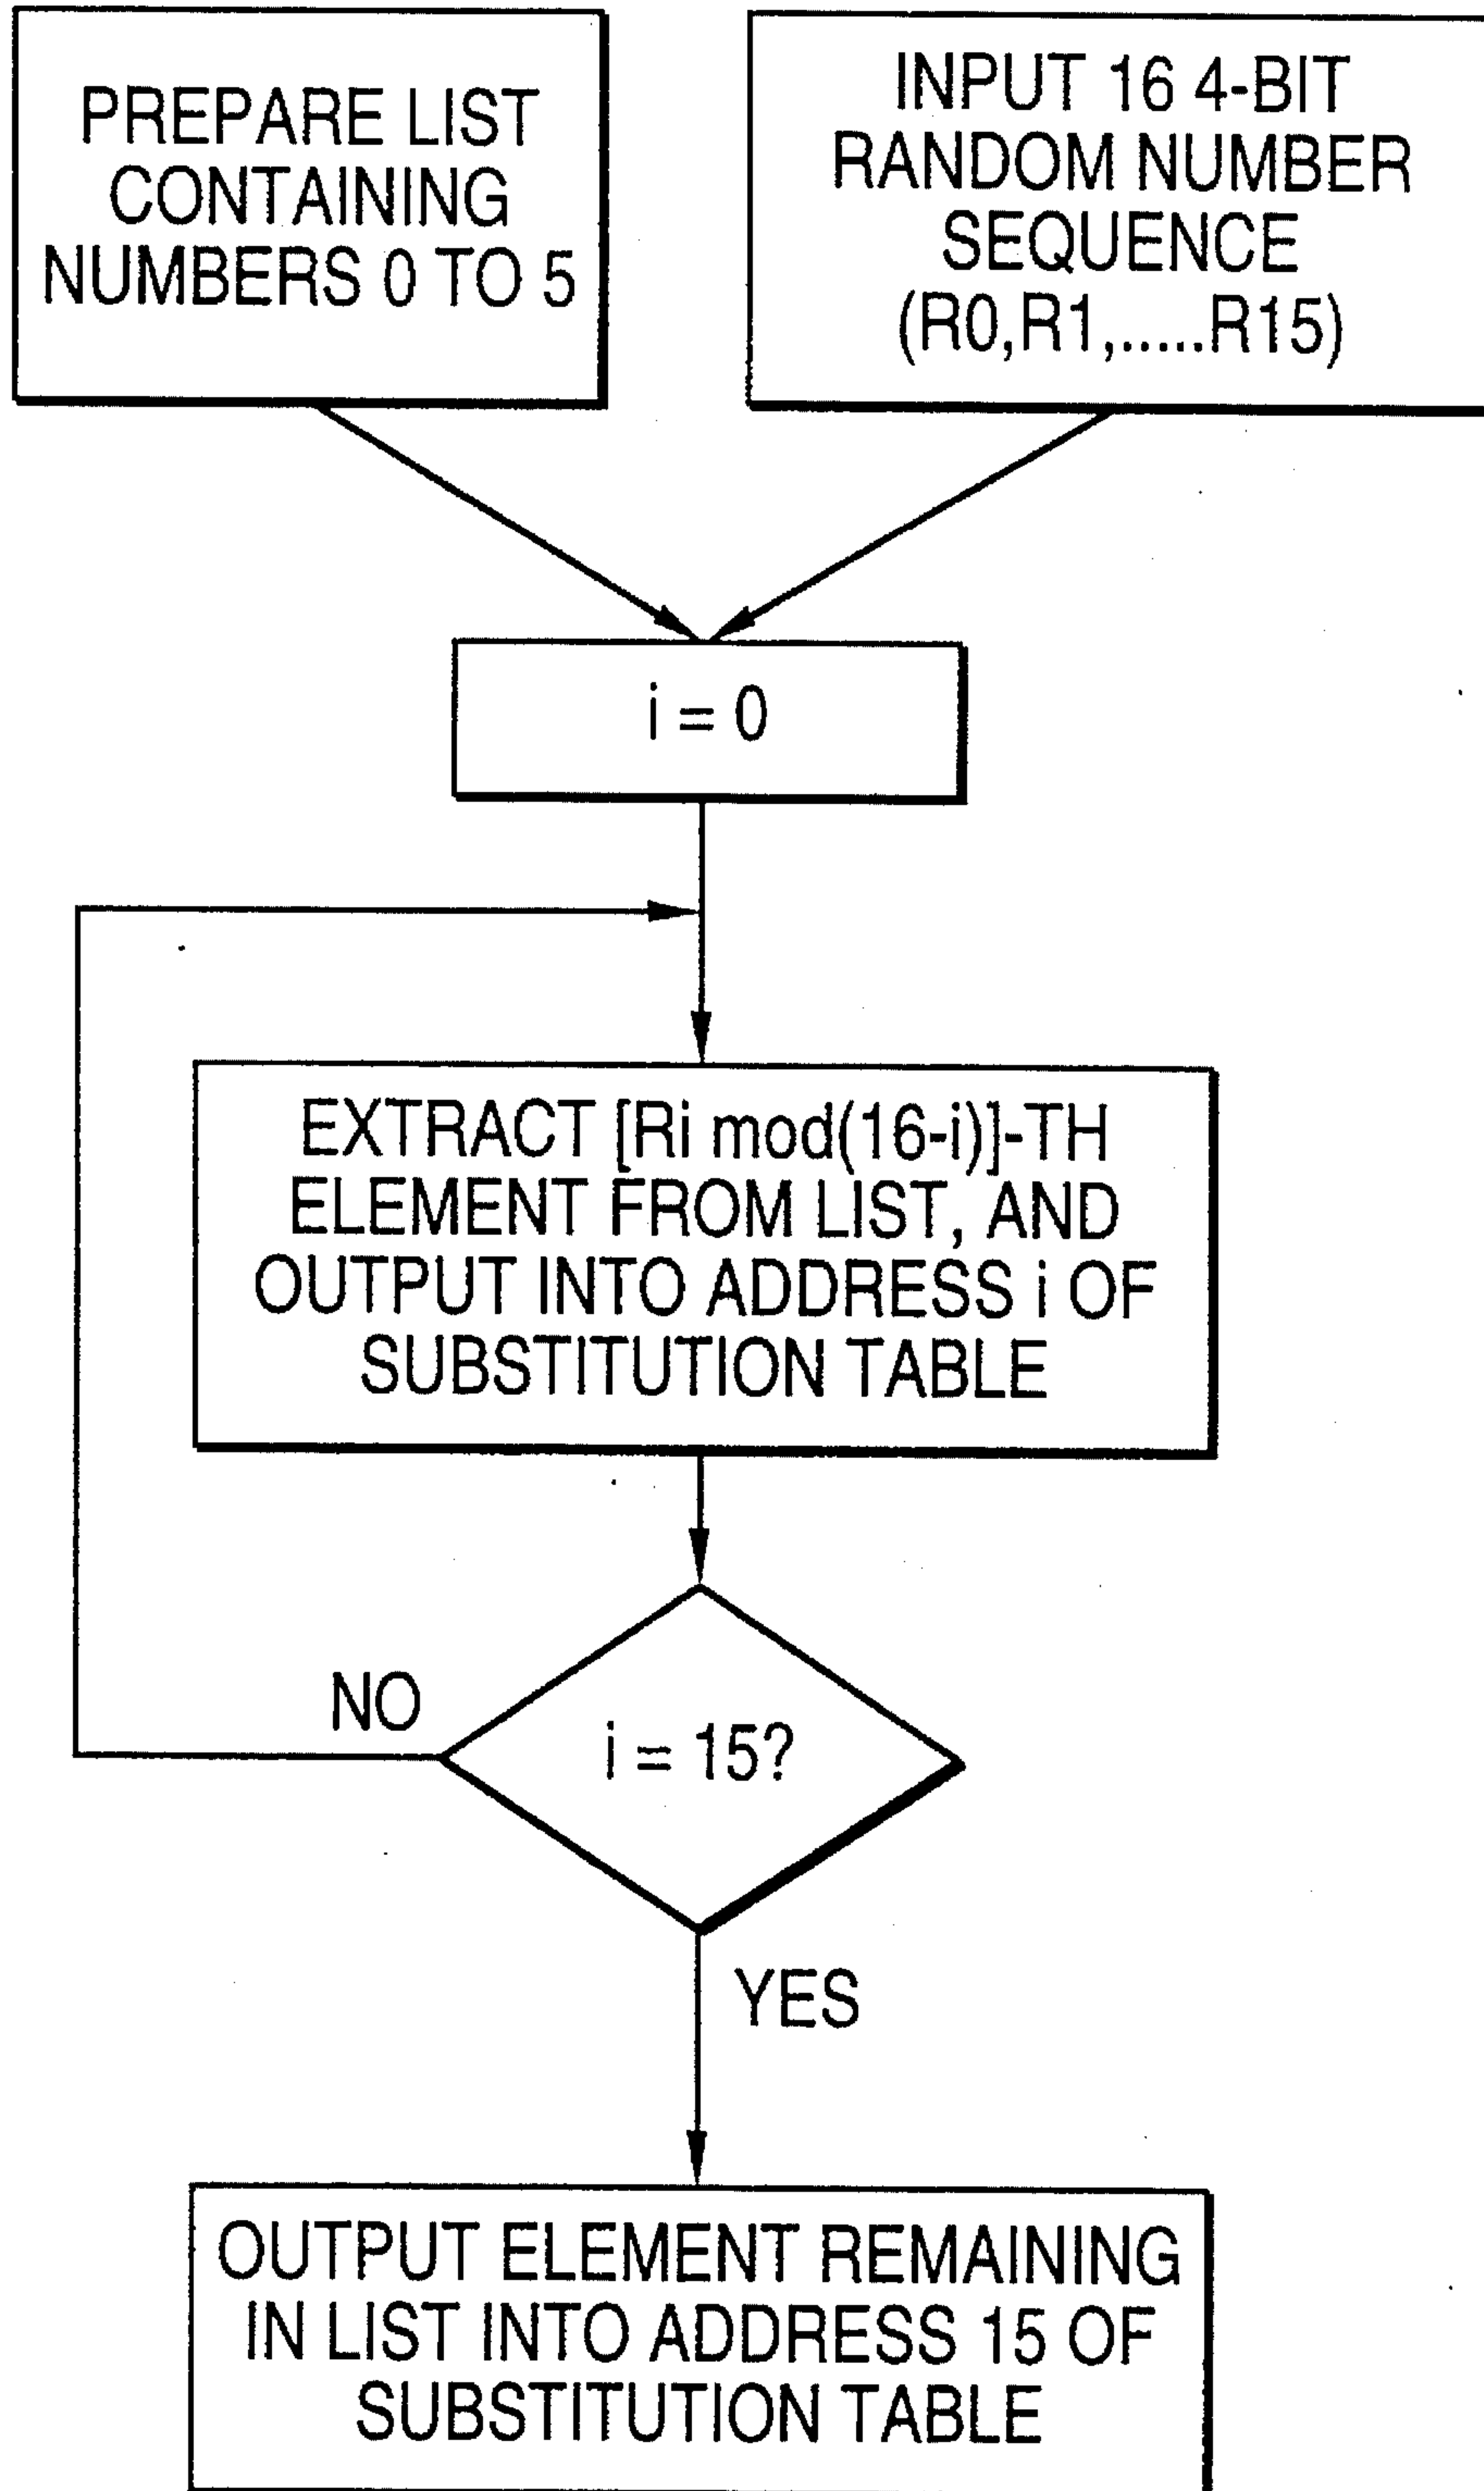 PREPARE LIST
CONTAINING
NUMBERS 0 TO 5
INPUT 16 4-BIT
RANDOM NUMBER
SEQUENCE
(R0,R1,.....R15)
i = 0
EXTRACT [Ri mod(16-i)]-TH
ELEMENT FROM LIST, AND
OUTPUT INTO ADDRESS i OF
SUBSTITUTION TABLE
NO
i = 15?
YES
OUTPUT ELEMENT REMAINING
IN LIST INTO ADDRESS 15 OF
SUBSTITUTION TABLE